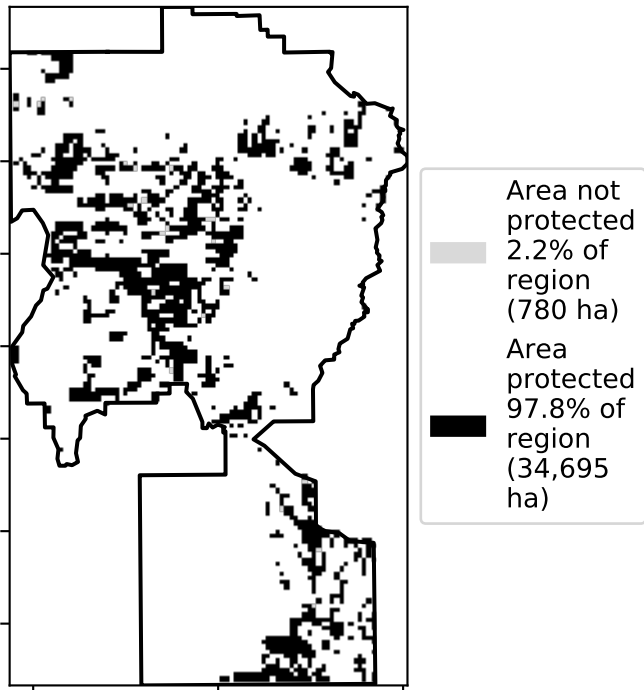 Area not
protected
2.2% of
region
(780 ha)
Area
protected
97.8% of
region
(34,695
ha)